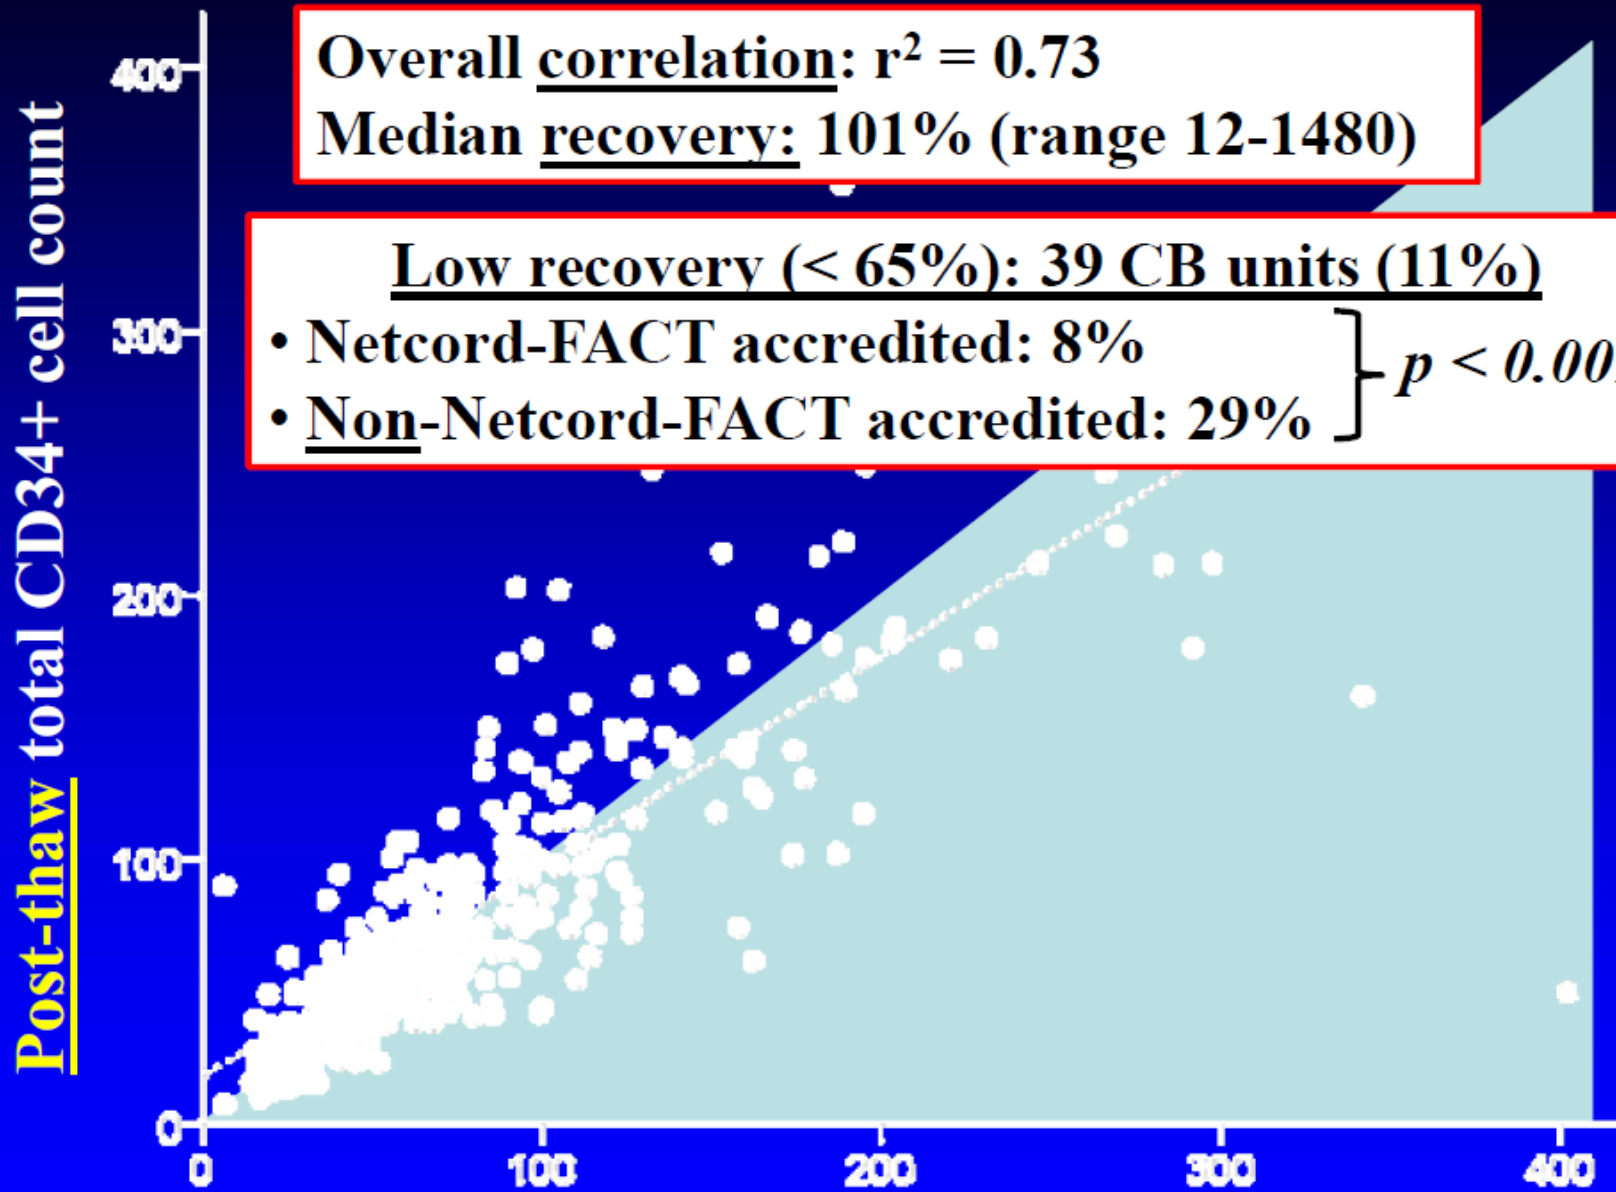 Overall correlation: r² = 0.73
Median recovery: 101% (range 12-1480)
Low recovery (< 65%): 39 CB units (11%)
• Netcord-FACT accredited: 8%
• Non-Netcord-FACT accredited: 29%
p < 0.00
Post-thaw total CD34+ cell count
400
300
200
100
0
0 100 200 300 400